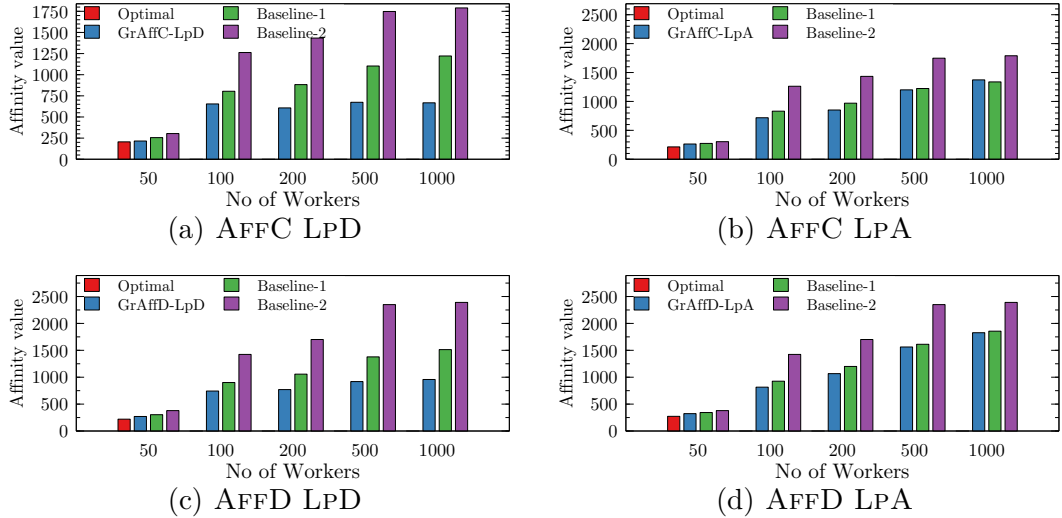 Optimal
Baseline-1
GrAffC-LpD
Baseline-2
Affinity value
1750
1500
1250
1000
750
500
250
0
50 100 200 500 1000
No of Workers
(a) AFFC LPD
Optimal
Baseline-1
GrAffC-LpA
Baseline-2
Affinity value
2500
2000
1500
1000
500
0
50 100 200 500 1000
No of Workers
(b) AFFC LPA
Optimal
Baseline-1
GrAffD-LpD
Baseline-2
Affinity value
2500
2000
1500
1000
500
0
50 100 200 500 1000
No of Workers
(c) AFFD LPD
Optimal
Baseline-1
GrAffD-LpA
Baseline-2
Affinity value
2500
2000
1500
1000
500
0
50 100 200 500 1000
No of Workers
(d) AFFD LPA